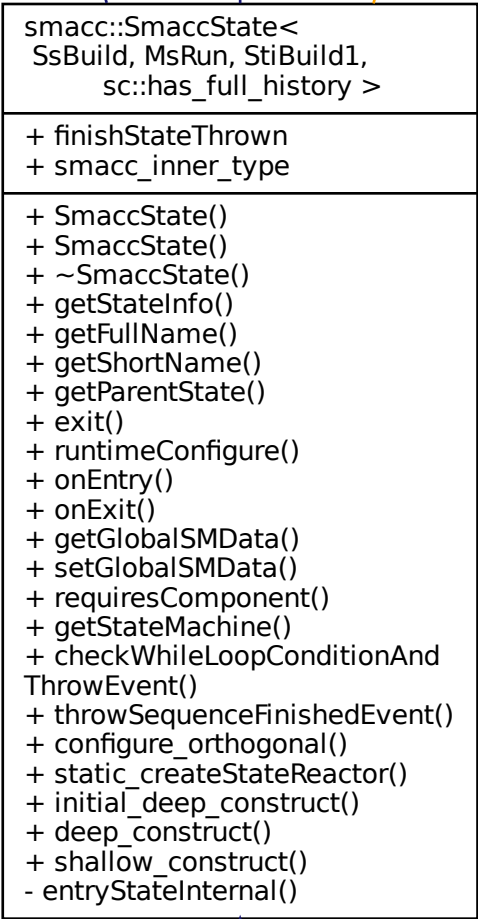 smacc::SmaccState<
SsBuild, MsRun, StiBuild1,
sc::has_full_history >
+ finishStateThrown
+ smacc_inner_type
+ SmaccState()
+ SmaccState()
+ ~SmaccState()
+ getStateInfo()
+ getFullName()
+ getShortName()
+ getParentState()
+ exit()
+ runtimeConfigure()
+ onEntry()
+ onExit()
+ getGlobalSMData()
+ setGlobalSMData()
+ requiresComponent()
+ getStateMachine()
+ checkWhileLoopConditionAnd
ThrowEvent()
+ throwSequenceFinishedEvent()
+ configure_orthogonal()
+ static_createStateReactor()
+ initial_deep_construct()
+ deep_construct()
+ shallow_construct()
- entryStateInternal()